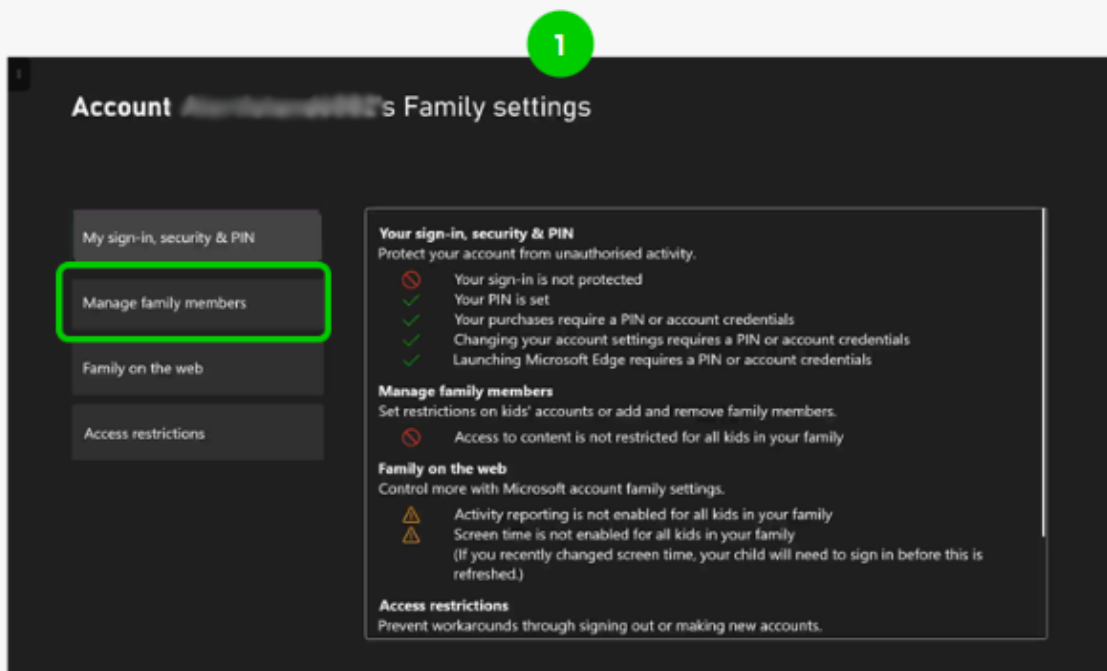 1
Account 's Family settings
My sign-in, security & PIN
Manage family members
Family on the web
Access restrictions
Your sign-in, security & PIN
Protect your account from unauthorised activity.
Your sign-in is not protected
Your PIN is set
Your purchases require a PIN or account credentials
Changing your account settings requires a PIN or account credentials
Launching Microsoft Edge requires a PIN or account credentials
Manage family members
Set restrictions on kids' accounts or add and remove family members.
Access to content is not restricted for all kids in your family
Family on the web
Control more with Microsoft account family settings.
Activity reporting is not enabled for all kids in your family
Screen time is not enabled for all kids in your family
(If you recently changed screen time, your child will need to sign in before this is
refreshed.)
Access restrictions
Prevent workarounds through signing out or making new accounts.